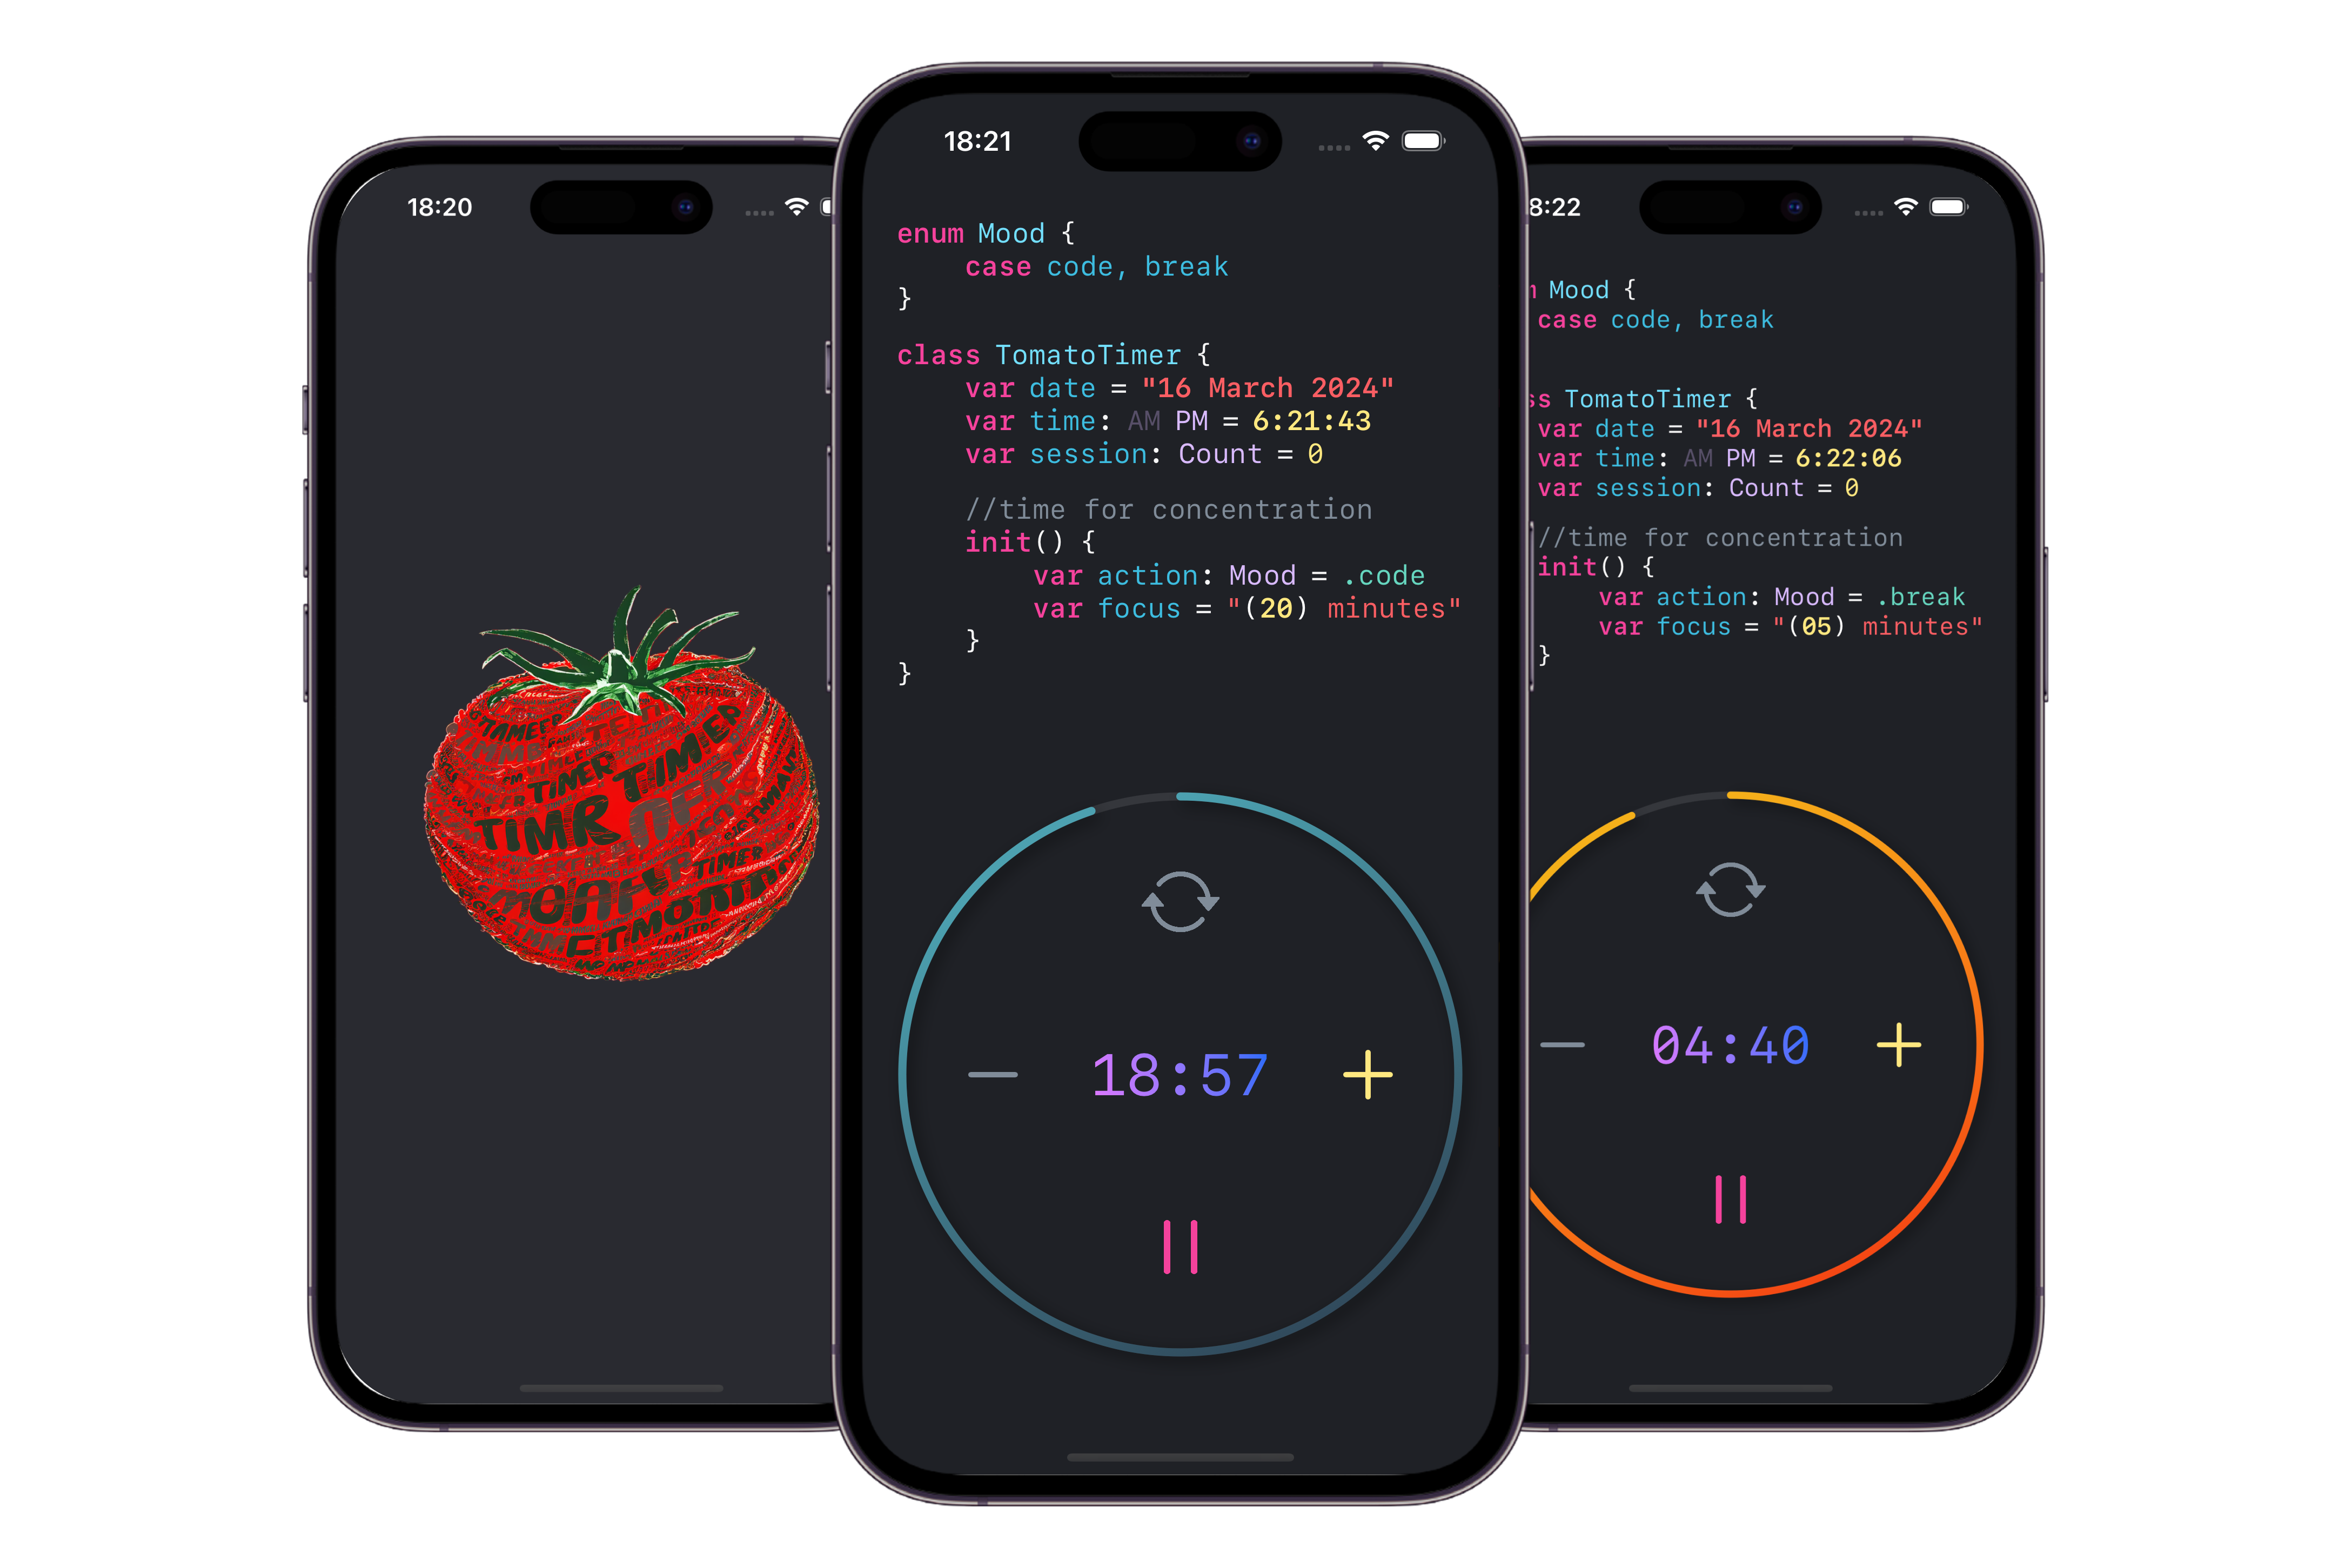 18:20
TIMER
TIMER
TIMR
TIMER
18:21
enum Mood {
case code, break
}
class TomatoTimer {
var date = "16 March 2024"
var time: AM PM = 6:21:43
var session: Count = 0
//time for concentration
init() {
var action: Mood = .code
var focus = "(20) minutes"
}
}
18:57
8:22
Mood {
case code, break
ss TomatoTimer {
var date = "16 March 2024"
var time: AM PM = 6:22:06
var session: Count = 0
//time for concentration
init() {
var action: Mood = .break
var focus = "(05) minutes"
}
04:40